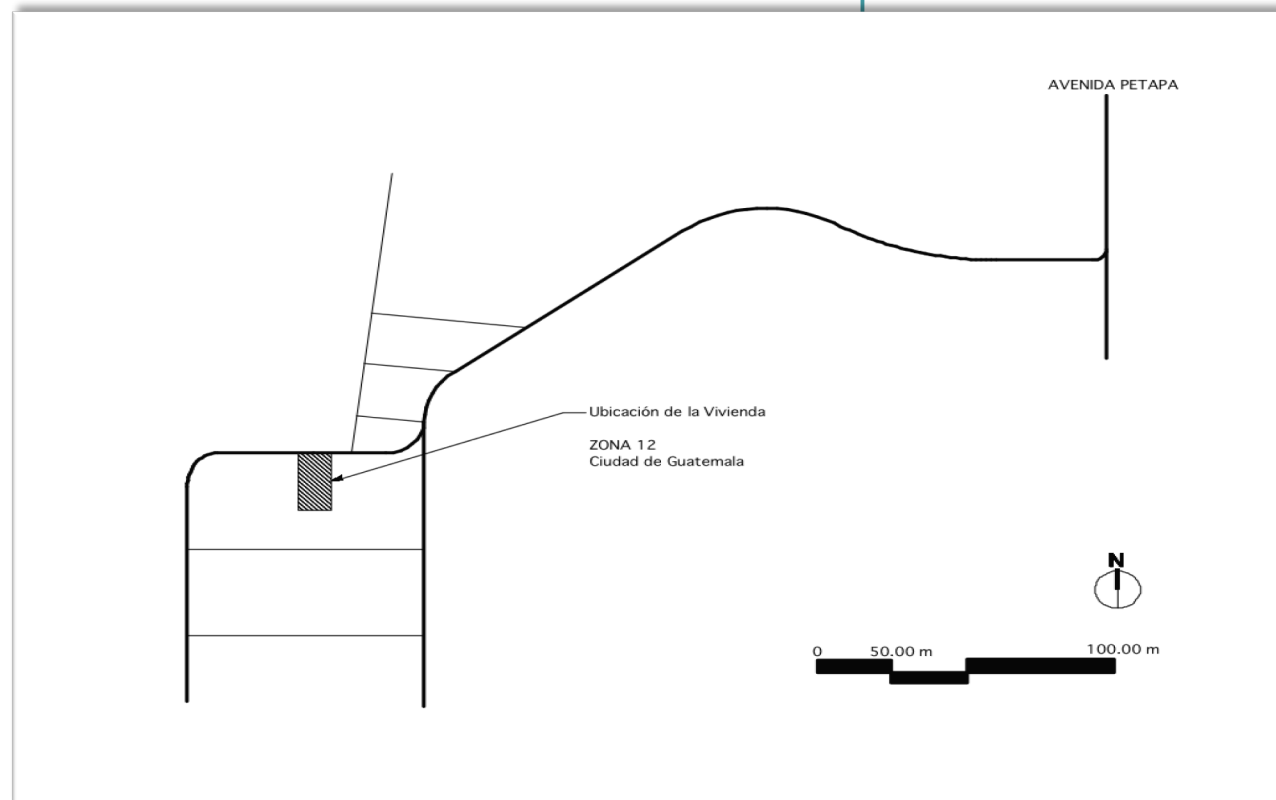 AVENIDA PETAPA
Ubicación de la Vivienda
ZONA 12
Ciudad de Guatemala
N
0 50.00 m 100.00 m